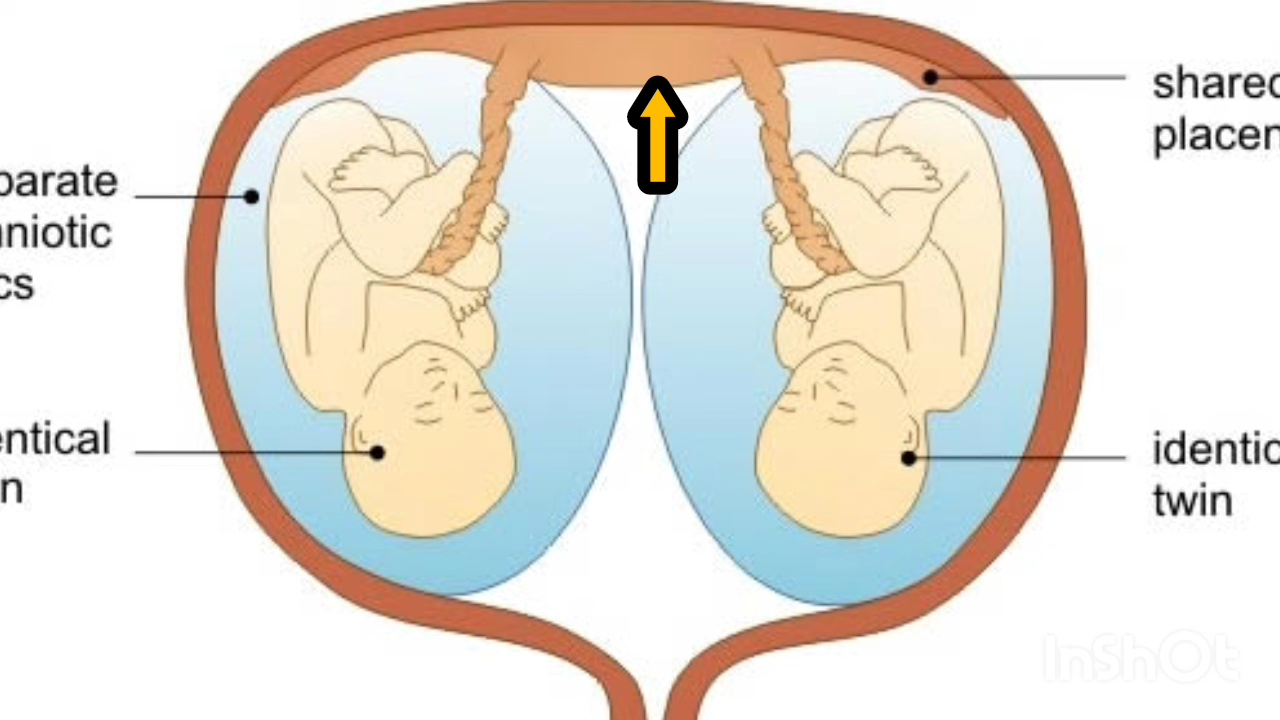 parate
niotic
cs
entical
n
shared
placen
identic
twin
InShOt